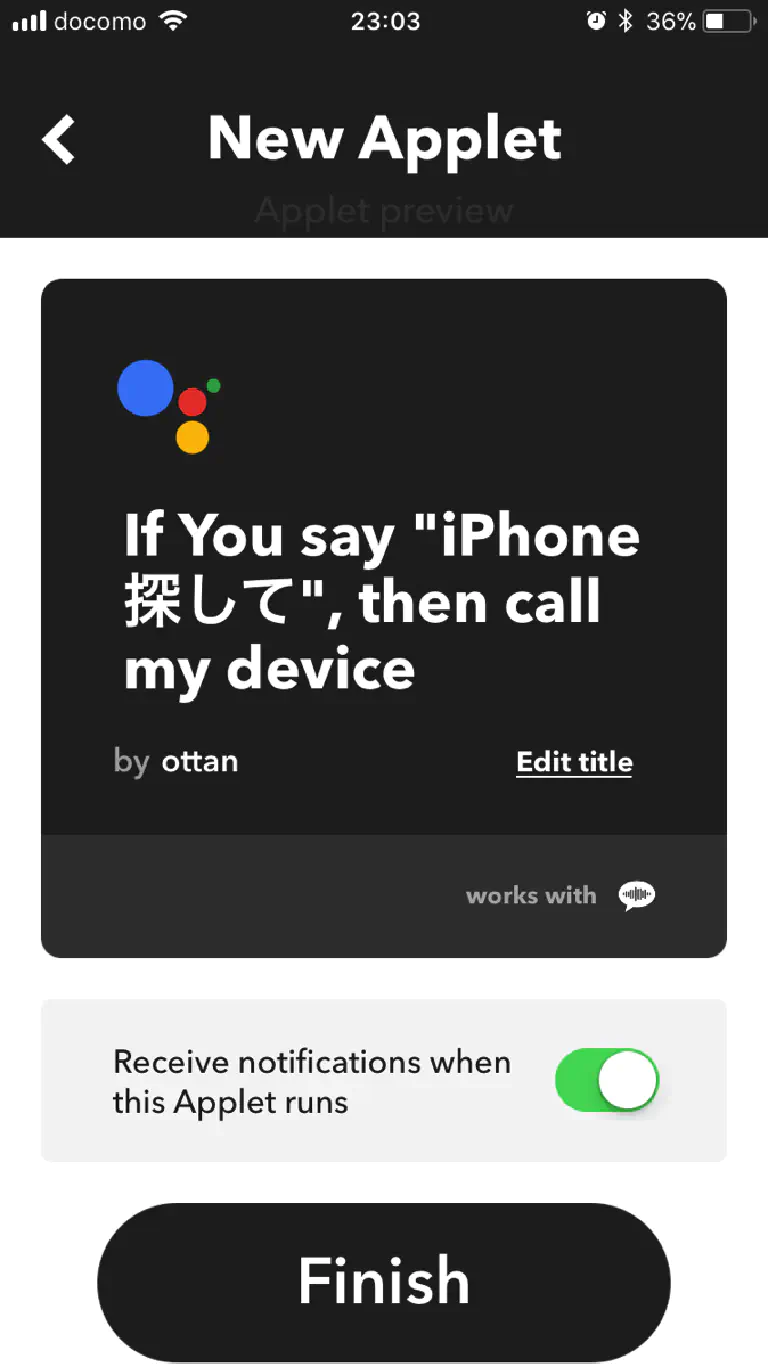 docomo 23:03 36%
New Applet
Applet preview
If You say "iPhone
探して", then call
my device
by ottan Edit title
works with
Receive notifications when
this Applet runs
Finish